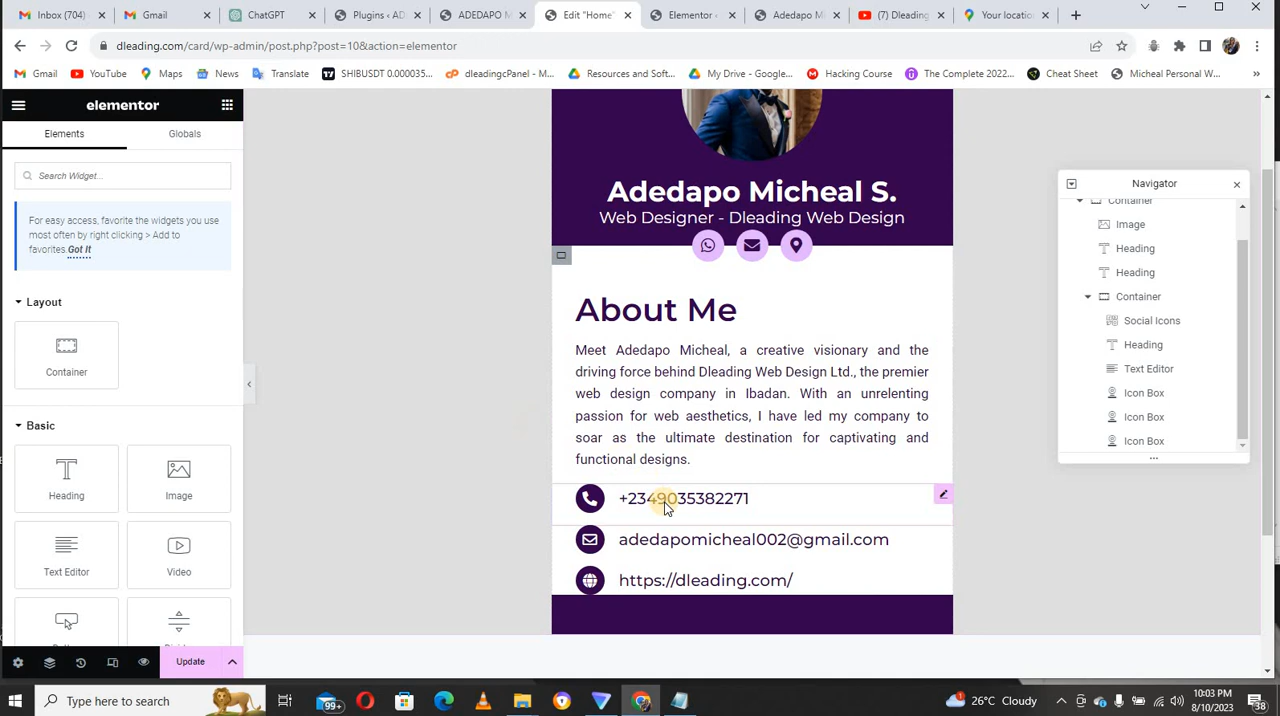 Inbox (704)
Gmail
ChatGPT
Plugins ‹ AD
ADEDAPO M
Edit "Home"
Elementor ‹
Adedapo Mi
(7) Dleading
Your locatio
dleading.com/card/wp-admin/post.php?post=10&action=elementor
Gmail
YouTube
Maps
News
Translate
SHIBUSDT 0.000035...
dleadingcPanel - M...
Resources and Soft...
My Drive - Google...
Hacking Course
The Complete 2022...
Cheat Sheet
Micheal Personal W...
»
elementor
Elements
Globals
Search Widget...
For easy access, favorite the widgets you use
most often by right clicking > Add to
favorites.Got It
Layout
Container
Basic
Heading
Image
Text Editor
Video
Update
Adedapo Micheal S.
Web Designer - Dleading Web Design
About Me
Meet Adedapo Micheal, a creative visionary and the
driving force behind Dleading Web Design Ltd., the premier
web design company in Ibadan. With an unrelenting
passion for web aesthetics, I have led my company to
soar as the ultimate destination for captivating and
functional designs.
+2349035382271
adedapomicheal002@gmail.com
https://dleading.com/
Navigator
Container
Image
Heading
Heading
Container
Social Icons
Heading
Text Editor
Icon Box
Icon Box
Icon Box
Type here to search
99+
26°C Cloudy
10:03 PM
8/10/2023
38